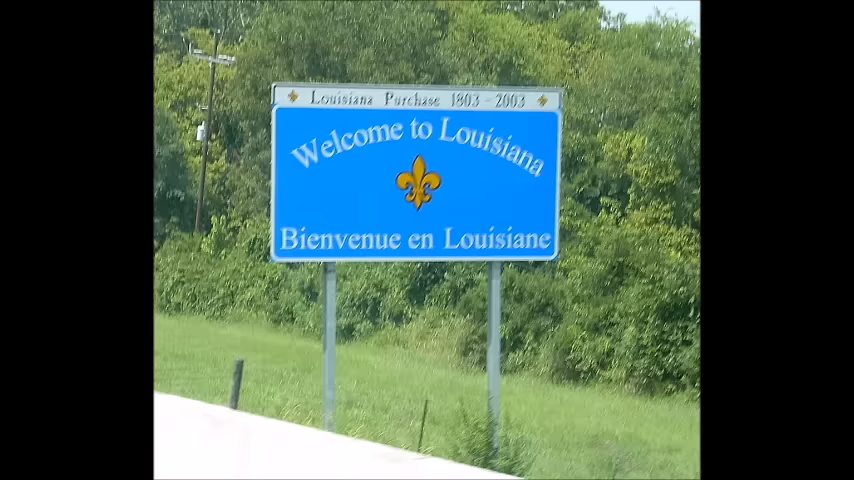 Louisiana Purchase 1803 - 2003
Welcome to Louisiana
Bienvenue en Louisiane